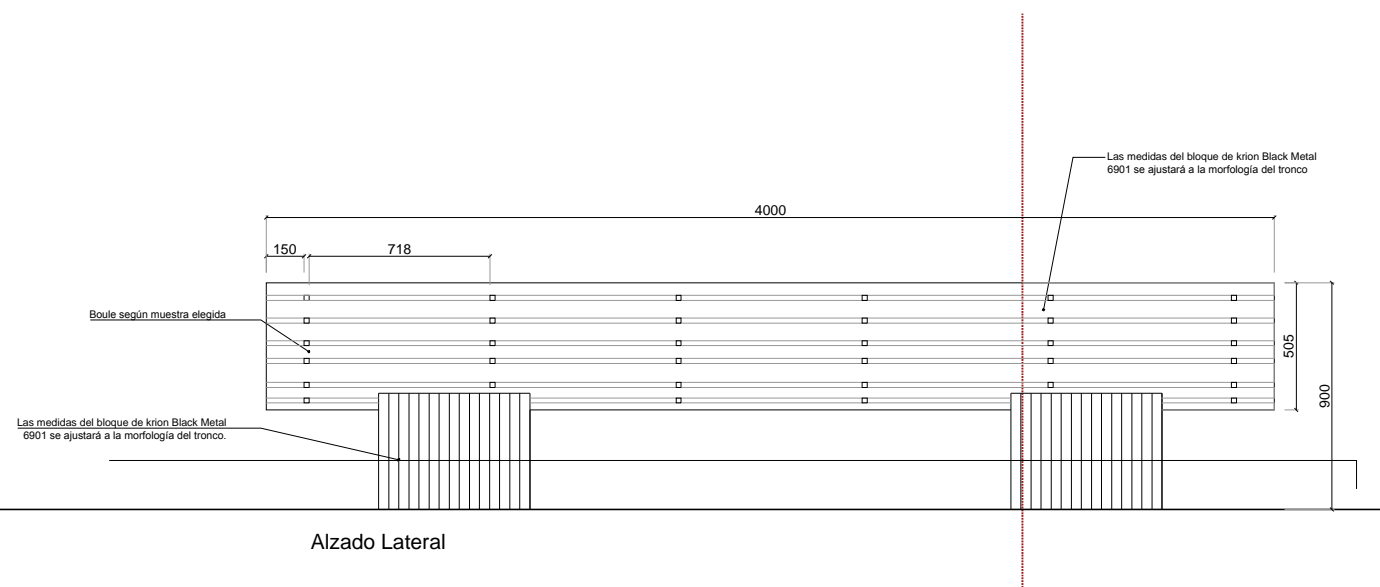 Las medidas del bloque de krion Black Metal
6901 se ajustará a la morfología del tronco
4000
150
718
Boule según muestra elegida
505
900
Las medidas del bloque de krion Black Metal
6901 se ajustará a la morfología del tronco.
Alzado Lateral